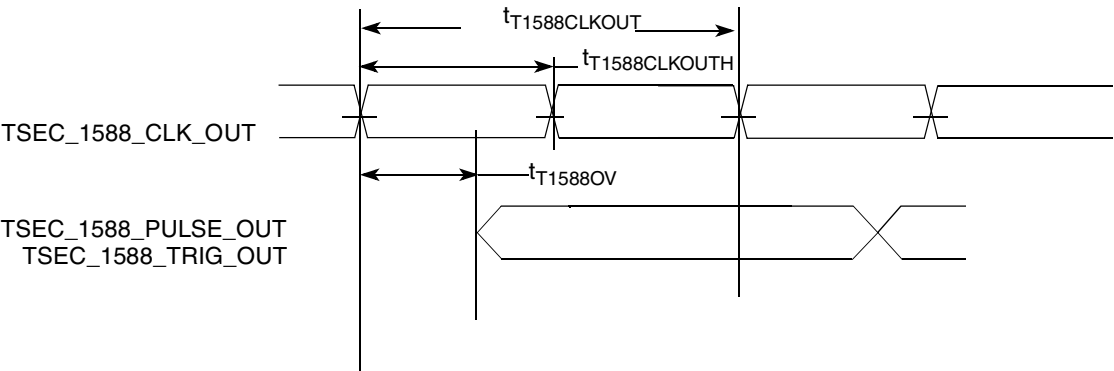 tT1588CLKOUT
tT1588CLKOUTH
TSEC_1588_CLK_OUT
tT1588OV
TSEC_1588_PULSE_OUT
TSEC_1588_TRIG_OUT